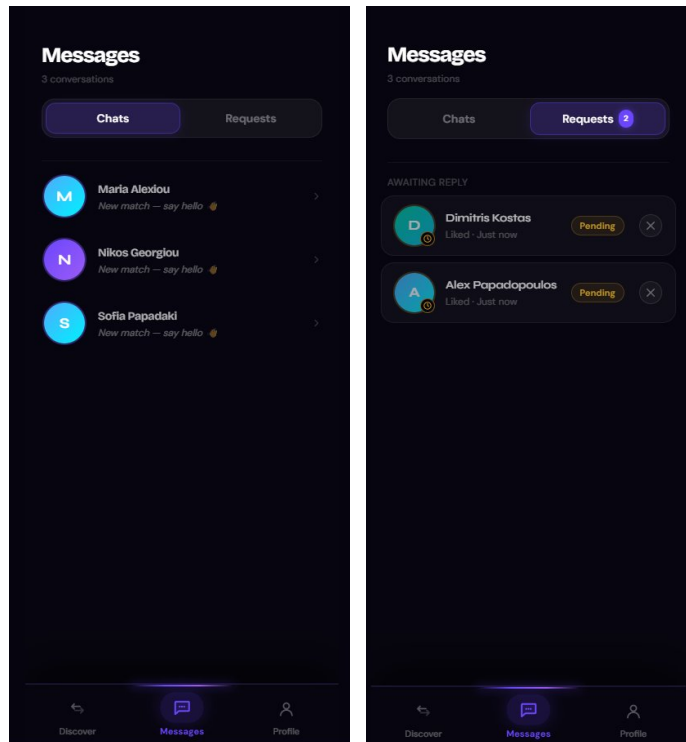 Messages
3 conversations
Chats Requests
M
Maria Alexiou
New match — say hello 👋
N
Nikos Georgiou
New match — say hello 👋
S
Sofia Papadaki
New match — say hello 👋
Discover Messages Profile
Messages
3 conversations
Chats Requests 2
AWAITING REPLY
D
Dimitris Kostas
Liked · Just now
Pending
A
Alex Papadopoulos
Liked · Just now
Pending
Discover Messages Profile